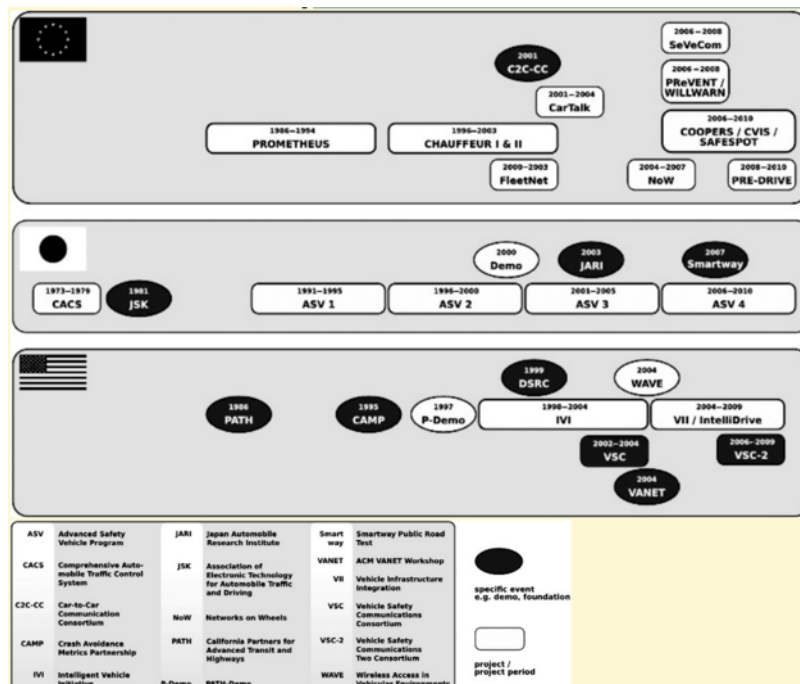 2006–2008
SeVeCom
2001
C2C-CC
2006–2008
PReVENT /
WILLWARN
2001–2004
CarTalk
2006–2010
COOPERS / CVIS /
SAFESPOT
1986–1994
PROMETHEUS
1996–2003
CHAUFFEUR I & II
2009–2003
FleetNet
2004–2007
NoW
2008–2010
PRE-DRIVE
2000
Demo
2003
JARI
2007
Smartway
1973–1979
CACS
1981
JSK
1991–1995
ASV 1
1996–2000
ASV 2
2001–2005
ASV 3
2006–2010
ASV 4
1999
DSRC
2004
WAVE
1986
PATH
1995
CAMP
1997
P-Demo
1998–2004
IVI
2004–2009
VII / IntelliDrive
2002–2004
VSC
2006–2009
VSC-2
2004
VANET
ASV Advanced Safety
Vehicle Program
CACS Comprehensive Auto-
mobile Traffic Control
System
C2C-CC Car-to-Car
Communication
Consortium
CAMP Crash Avoidance
Metrics Partnership
IVI Intelligent Vehicle
Initiative
JARI Japan Automobile
Research Institute
JSK Association of
Electronic Technology
for Automobile Traffic
and Driving
NoW Networks on Wheels
PATH California Partners for
Advanced Transit and
Highways
P-Demo PATH-Demo
Smart Smartway Public Road
way Test
VANET ACM VANET Workshop
VII Vehicle Infrastructure
Integration
VSC Vehicle Safety
Communications
Consortium
VSC-2 Vehicle Safety
Communications
Two Consortium
WAVE Wireless Access in
Vehicular Environments
specific event
e.g. demo, foundation
project /
project period